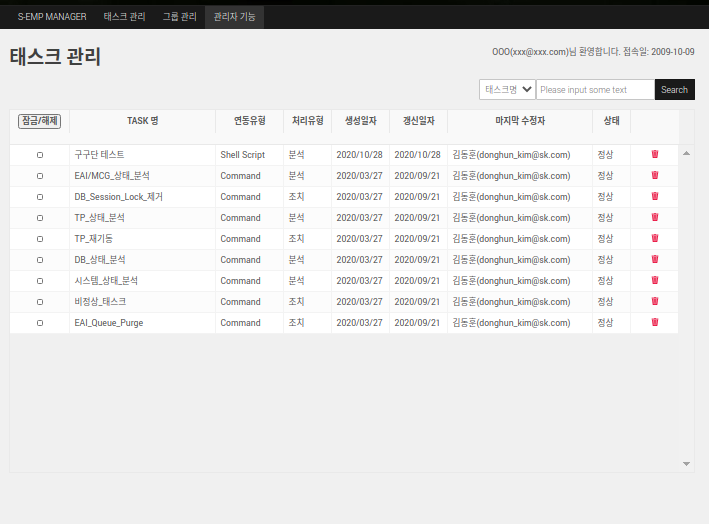 S-EMP MANAGER 태스크 관리 그룹 관리 관리자 기능
태스크 관리
OOO(xxx@xxx.com)님 환영합니다. 접속일: 2009-10-09
태스크명 Please input some text Search
잠금/해제 TASK 명 연동유형 처리유형 생성일자 갱신일자 마지막 수정자 상태
구구단 테스트 Shell Script 분석 2020/10/28 2020/10/28 김동훈(donghun_kim@sk.com) 정상
EAI/MCG_상태_분석 Command 분석 2020/03/27 2020/09/21 김동훈(donghun_kim@sk.com) 정상
DB_Session_Lock_제거 Command 조치 2020/03/27 2020/09/21 김동훈(donghun_kim@sk.com) 정상
TP_상태_분석 Command 분석 2020/03/27 2020/09/21 김동훈(donghun_kim@sk.com) 정상
TP_재기동 Command 조치 2020/03/27 2020/09/21 김동훈(donghun_kim@sk.com) 정상
DB_상태_분석 Command 분석 2020/03/27 2020/09/21 김동훈(donghun_kim@sk.com) 정상
시스템_상태_분석 Command 분석 2020/03/27 2020/09/21 김동훈(donghun_kim@sk.com) 정상
비정상_태스크 Command 조치 2020/03/27 2020/09/21 김동훈(donghun_kim@sk.com) 정상
EAI_Queue_Purge Command 조치 2020/03/27 2020/09/21 김동훈(donghun_kim@sk.com) 정상